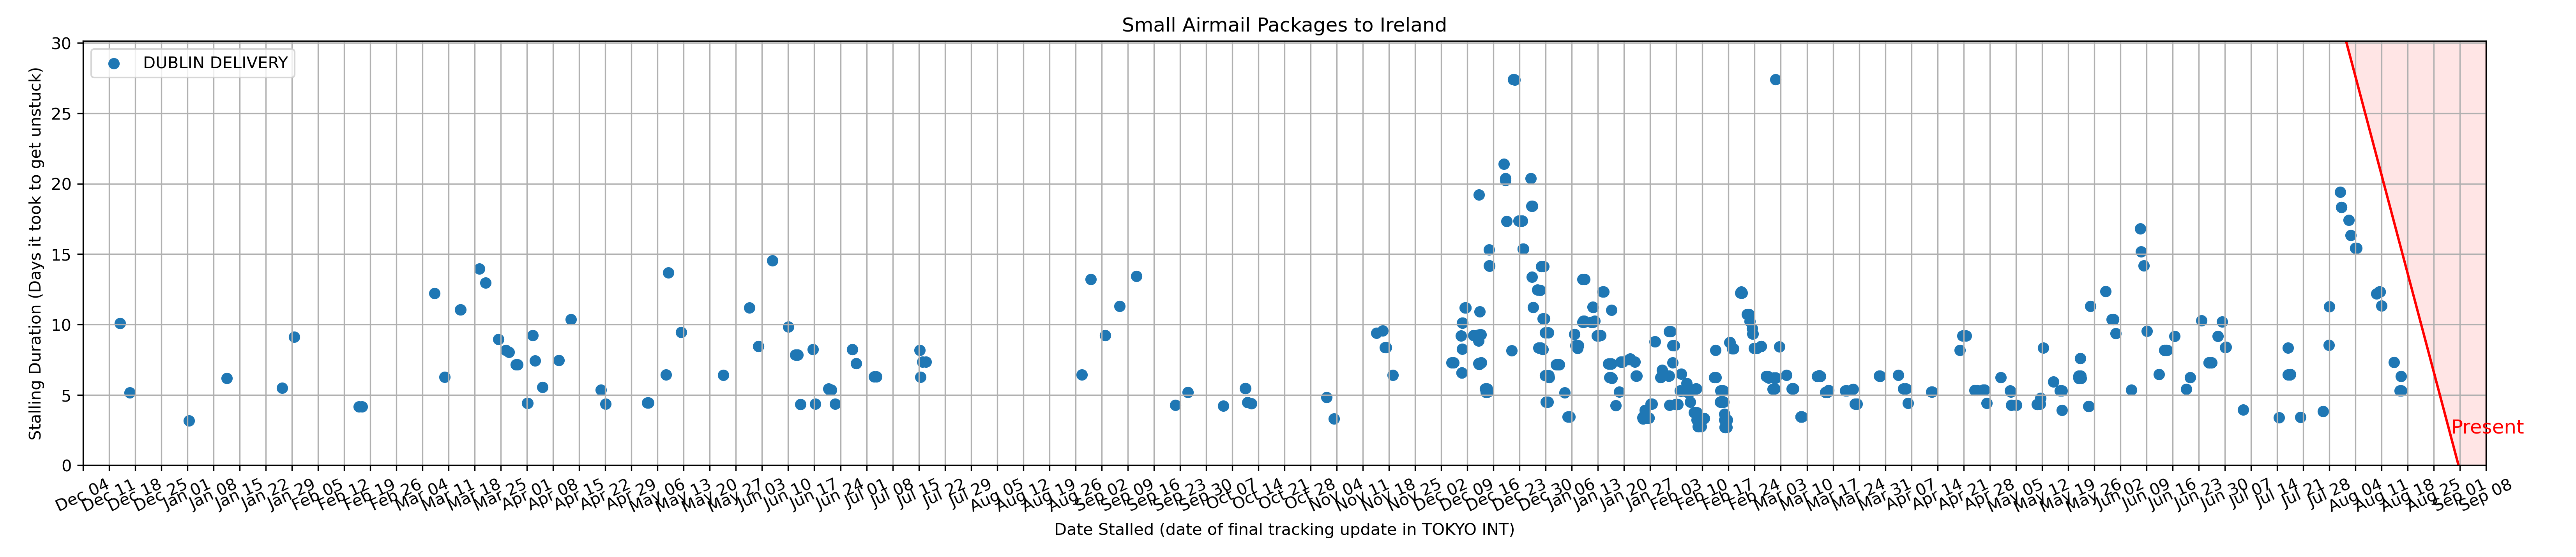 Small Airmail Packages to Ireland
DUBLIN DELIVERY
Stalling Duration (Days it took to get unstuck)
30
25
20
15
10
5
0
Present
Dec 04
Dec 11
Dec 18
Dec 25
Jan 01
Jan 08
Jan 15
Jan 22
Jan 29
Feb 05
Feb 12
Feb 19
Feb 26
Mar 04
Mar 11
Mar 18
Mar 25
Apr 01
Apr 08
Apr 15
Apr 22
Apr 29
May 06
May 13
May 20
May 27
Jun 03
Jun 10
Jun 17
Jun 24
Jul 01
Jul 08
Jul 15
Jul 22
Jul 29
Aug 05
Aug 12
Aug 19
Aug 26
Sep 02
Sep 09
Sep 16
Sep 23
Sep 30
Oct 07
Oct 14
Oct 21
Oct 28
Nov 04
Nov 11
Nov 18
Nov 25
Dec 02
Dec 09
Dec 16
Dec 23
Dec 30
Jan 06
Jan 13
Jan 20
Jan 27
Feb 03
Feb 10
Feb 17
Feb 24
Mar 03
Mar 10
Mar 17
Mar 24
Mar 31
Apr 07
Apr 14
Apr 21
Apr 28
May 05
May 12
May 19
May 26
Jun 02
Jun 09
Jun 16
Jun 23
Jun 30
Jul 07
Jul 14
Jul 21
Jul 28
Aug 04
Aug 11
Aug 18
Aug 25
Sep 01
Sep 08
Date Stalled (date of final tracking update in TOKYO INT)